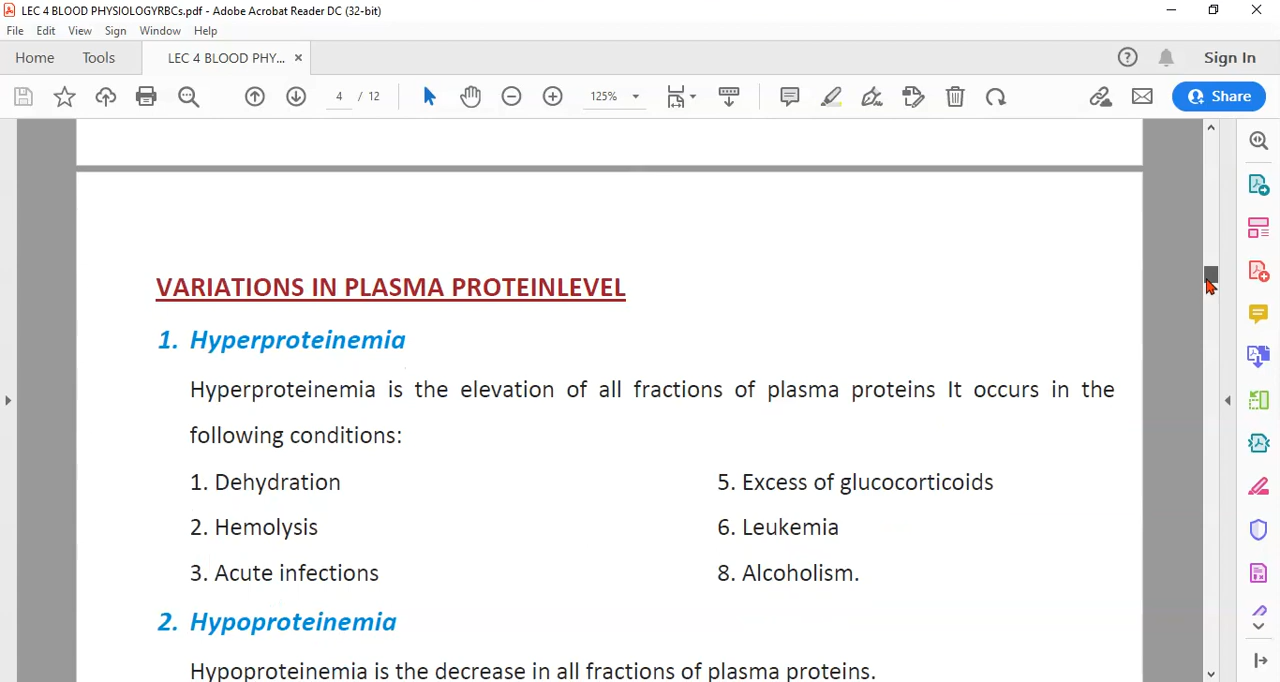 LEC 4 BLOOD PHYSIOLOGYRBCs.pdf - Adobe Acrobat Reader DC (32-bit)
File Edit View Sign Window Help
Home Tools LEC 4 BLOOD PHY... × Sign In
4 / 12 125% Share
VARIATIONS IN PLASMA PROTEINLEVEL
1. Hyperproteinemia
Hyperproteinemia is the elevation of all fractions of plasma proteins It occurs in the
following conditions:
1. Dehydration 5. Excess of glucocorticoids
2. Hemolysis 6. Leukemia
3. Acute infections 8. Alcoholism.
2. Hypoproteinemia
Hypoproteinemia is the decrease in all fractions of plasma proteins.